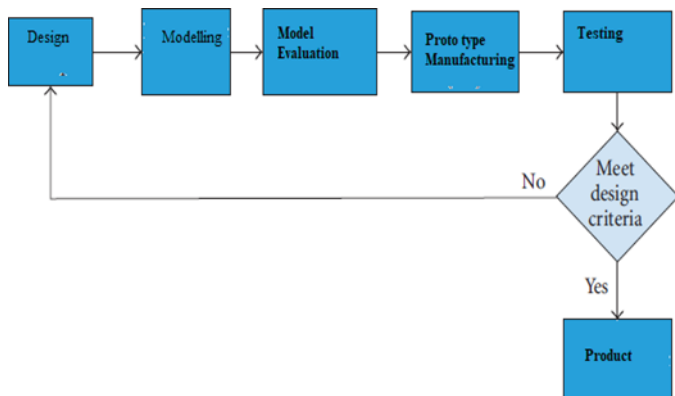 Design
Modelling
Model
Evaluation
Proto type
Manufacturing
Testing
Meet
design
criteria
No
Yes
Product